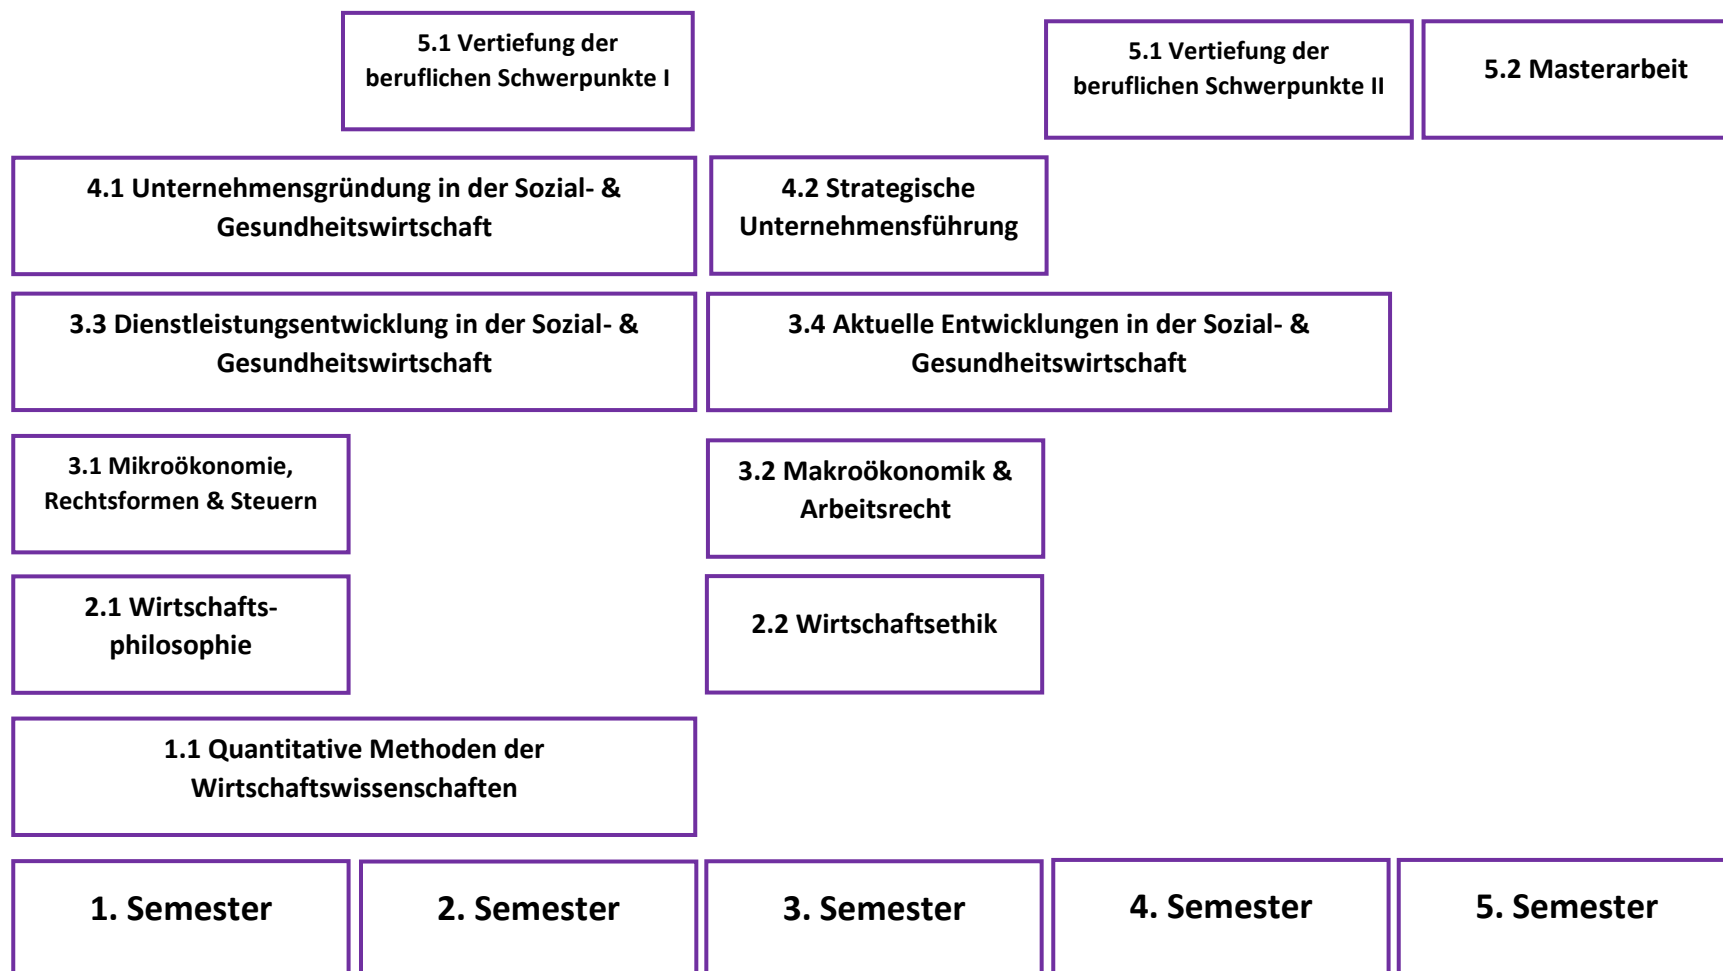 5.1 Vertiefung der
beruflichen Schwerpunkte I
5.1 Vertiefung der
beruflichen Schwerpunkte II
5.2 Masterarbeit
4.1 Unternehmensgründung in der Sozial- &
Gesundheitswirtschaft
4.2 Strategische
Unternehmensführung
3.3 Dienstleistungsentwicklung in der Sozial- &
Gesundheitswirtschaft
3.4 Aktuelle Entwicklungen in der Sozial- &
Gesundheitswirtschaft
3.1 Mikroökonomie,
Rechtsformen & Steuern
3.2 Makroökonomik &
Arbeitsrecht
2.1 Wirtschafts-
philosophie
2.2 Wirtschaftsethik
1.1 Quantitative Methoden der
Wirtschaftswissenschaften
1. Semester
2. Semester
3. Semester
4. Semester
5. Semester